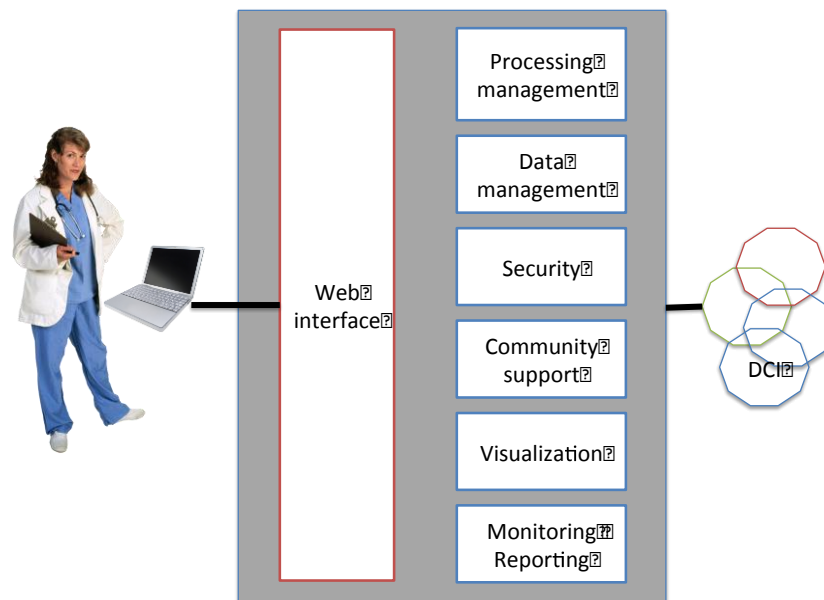 Processing
management
Data
management
Security
Web
interface
Community
support
DCI
Visualization
Monitoring
Reporting